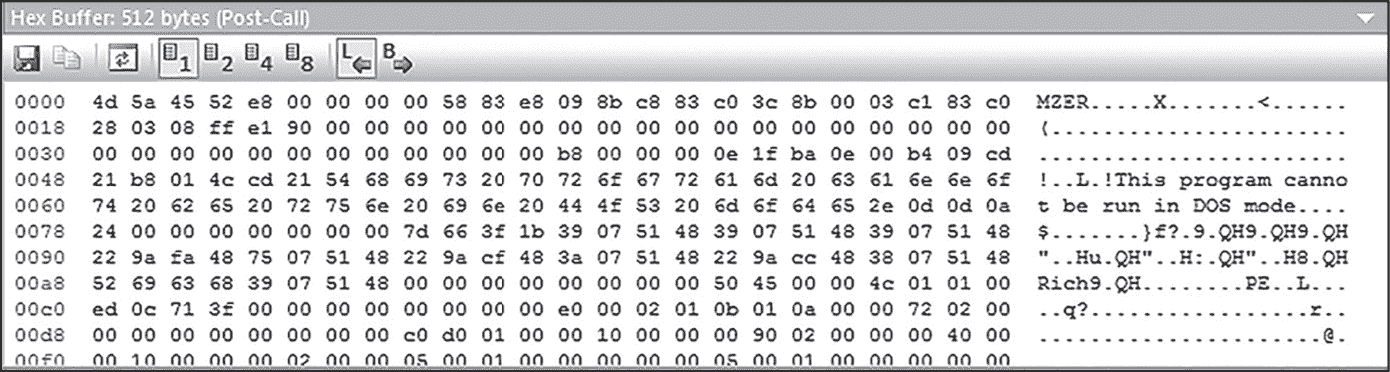 Hex Buffer: 512 bytes (Post-Call)
1 2 4 8 L B
0000 4d 5a 45 52 e8 00 00 00 00 58 83 e8 09 8b c8 83 c0 3c 8b 00 03 c1 83 c0 MZER.....X.......<......
0018 28 03 08 ff e1 90 00 00 00 00 00 00 00 00 00 00 00 00 00 00 00 00 00 00 (.......................
0030 00 00 00 00 00 00 00 00 00 00 00 00 b8 00 00 00 0e 1f ba 0e 00 b4 09 cd ........................
0048 21 b8 01 4c cd 21 54 68 69 73 20 70 72 6f 67 72 61 6d 20 63 61 6e 6e 6f !..L.!This program canno
0060 74 20 62 65 20 72 75 6e 20 69 6e 20 44 4f 53 20 6d 6f 64 65 2e 0d 0d 0a t be run in DOS mode....
0078 24 00 00 00 00 00 00 00 7d 66 3f 1b 39 07 51 48 39 07 51 48 39 07 51 48 $.......}f?.9.QH9.QH9.QH
0090 22 9a fa 48 75 07 51 48 22 9a cf 48 3a 07 51 48 22 9a cc 48 38 07 51 48 "..Hu.QH"..H:.QH"..H8.QH
00a8 52 69 63 68 39 07 51 48 00 00 00 00 00 00 00 00 50 45 00 00 4c 01 01 00 Rich9.QH........PE..L...
00c0 ed 0c 71 3f 00 00 00 00 00 00 00 00 e0 00 02 01 0b 01 0a 00 00 72 02 00 ..q?.................r..
00d8 00 00 00 00 00 00 00 00 c0 d0 01 00 00 10 00 00 00 90 02 00 00 00 40 00 ......................@.
00f0 00 10 00 00 00 02 00 00 05 00 01 00 00 00 00 00 05 00 01 00 00 00 00 00